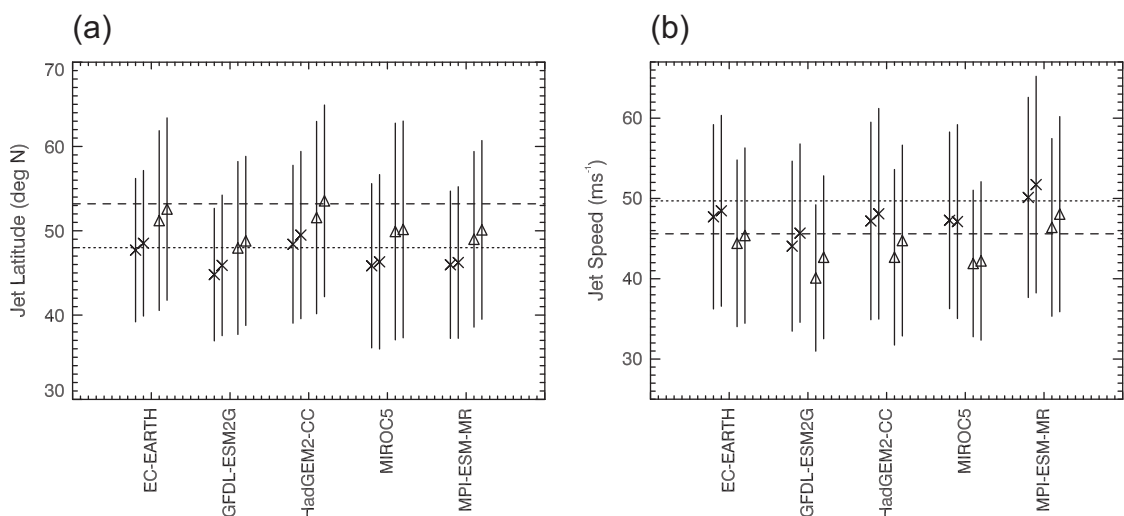 (a)
(b)
Jet Latitude (deg N)
70
60
50
40
30
EC-EARTH
GFDL-ESM2G
HadGEM2-CC
MIROC5
MPI-ESM-MR
Jet Speed (ms⁻¹)
60
50
40
30
EC-EARTH
GFDL-ESM2G
HadGEM2-CC
MIROC5
MPI-ESM-MR